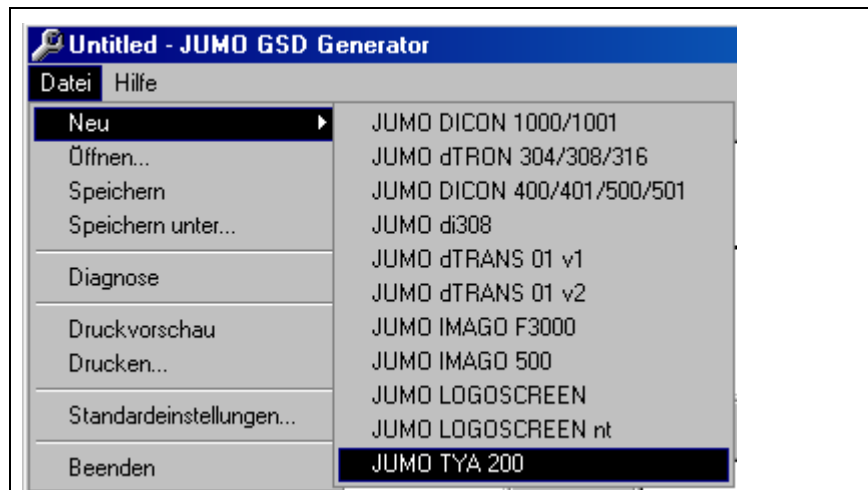 Untitled - JUMO GSD Generator
Datei Hilfe
Neu
Öffnen...
Speichern
Speichern unter...
Diagnose
Druckvorschau
Drucken...
Standardeinstellungen...
Beenden
JUMO DICON 1000/1001
JUMO dTRON 304/308/316
JUMO DICON 400/401/500/501
JUMO di308
JUMO dTRANS 01 v1
JUMO dTRANS 01 v2
JUMO IMAGO F3000
JUMO IMAGO 500
JUMO LOGOSCREEN
JUMO LOGOSCREEN nt
JUMO TYA 200